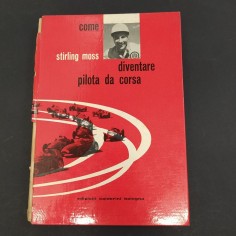 come
stirling moss
diventare
pilota da corsa
edizioni calderini bologna